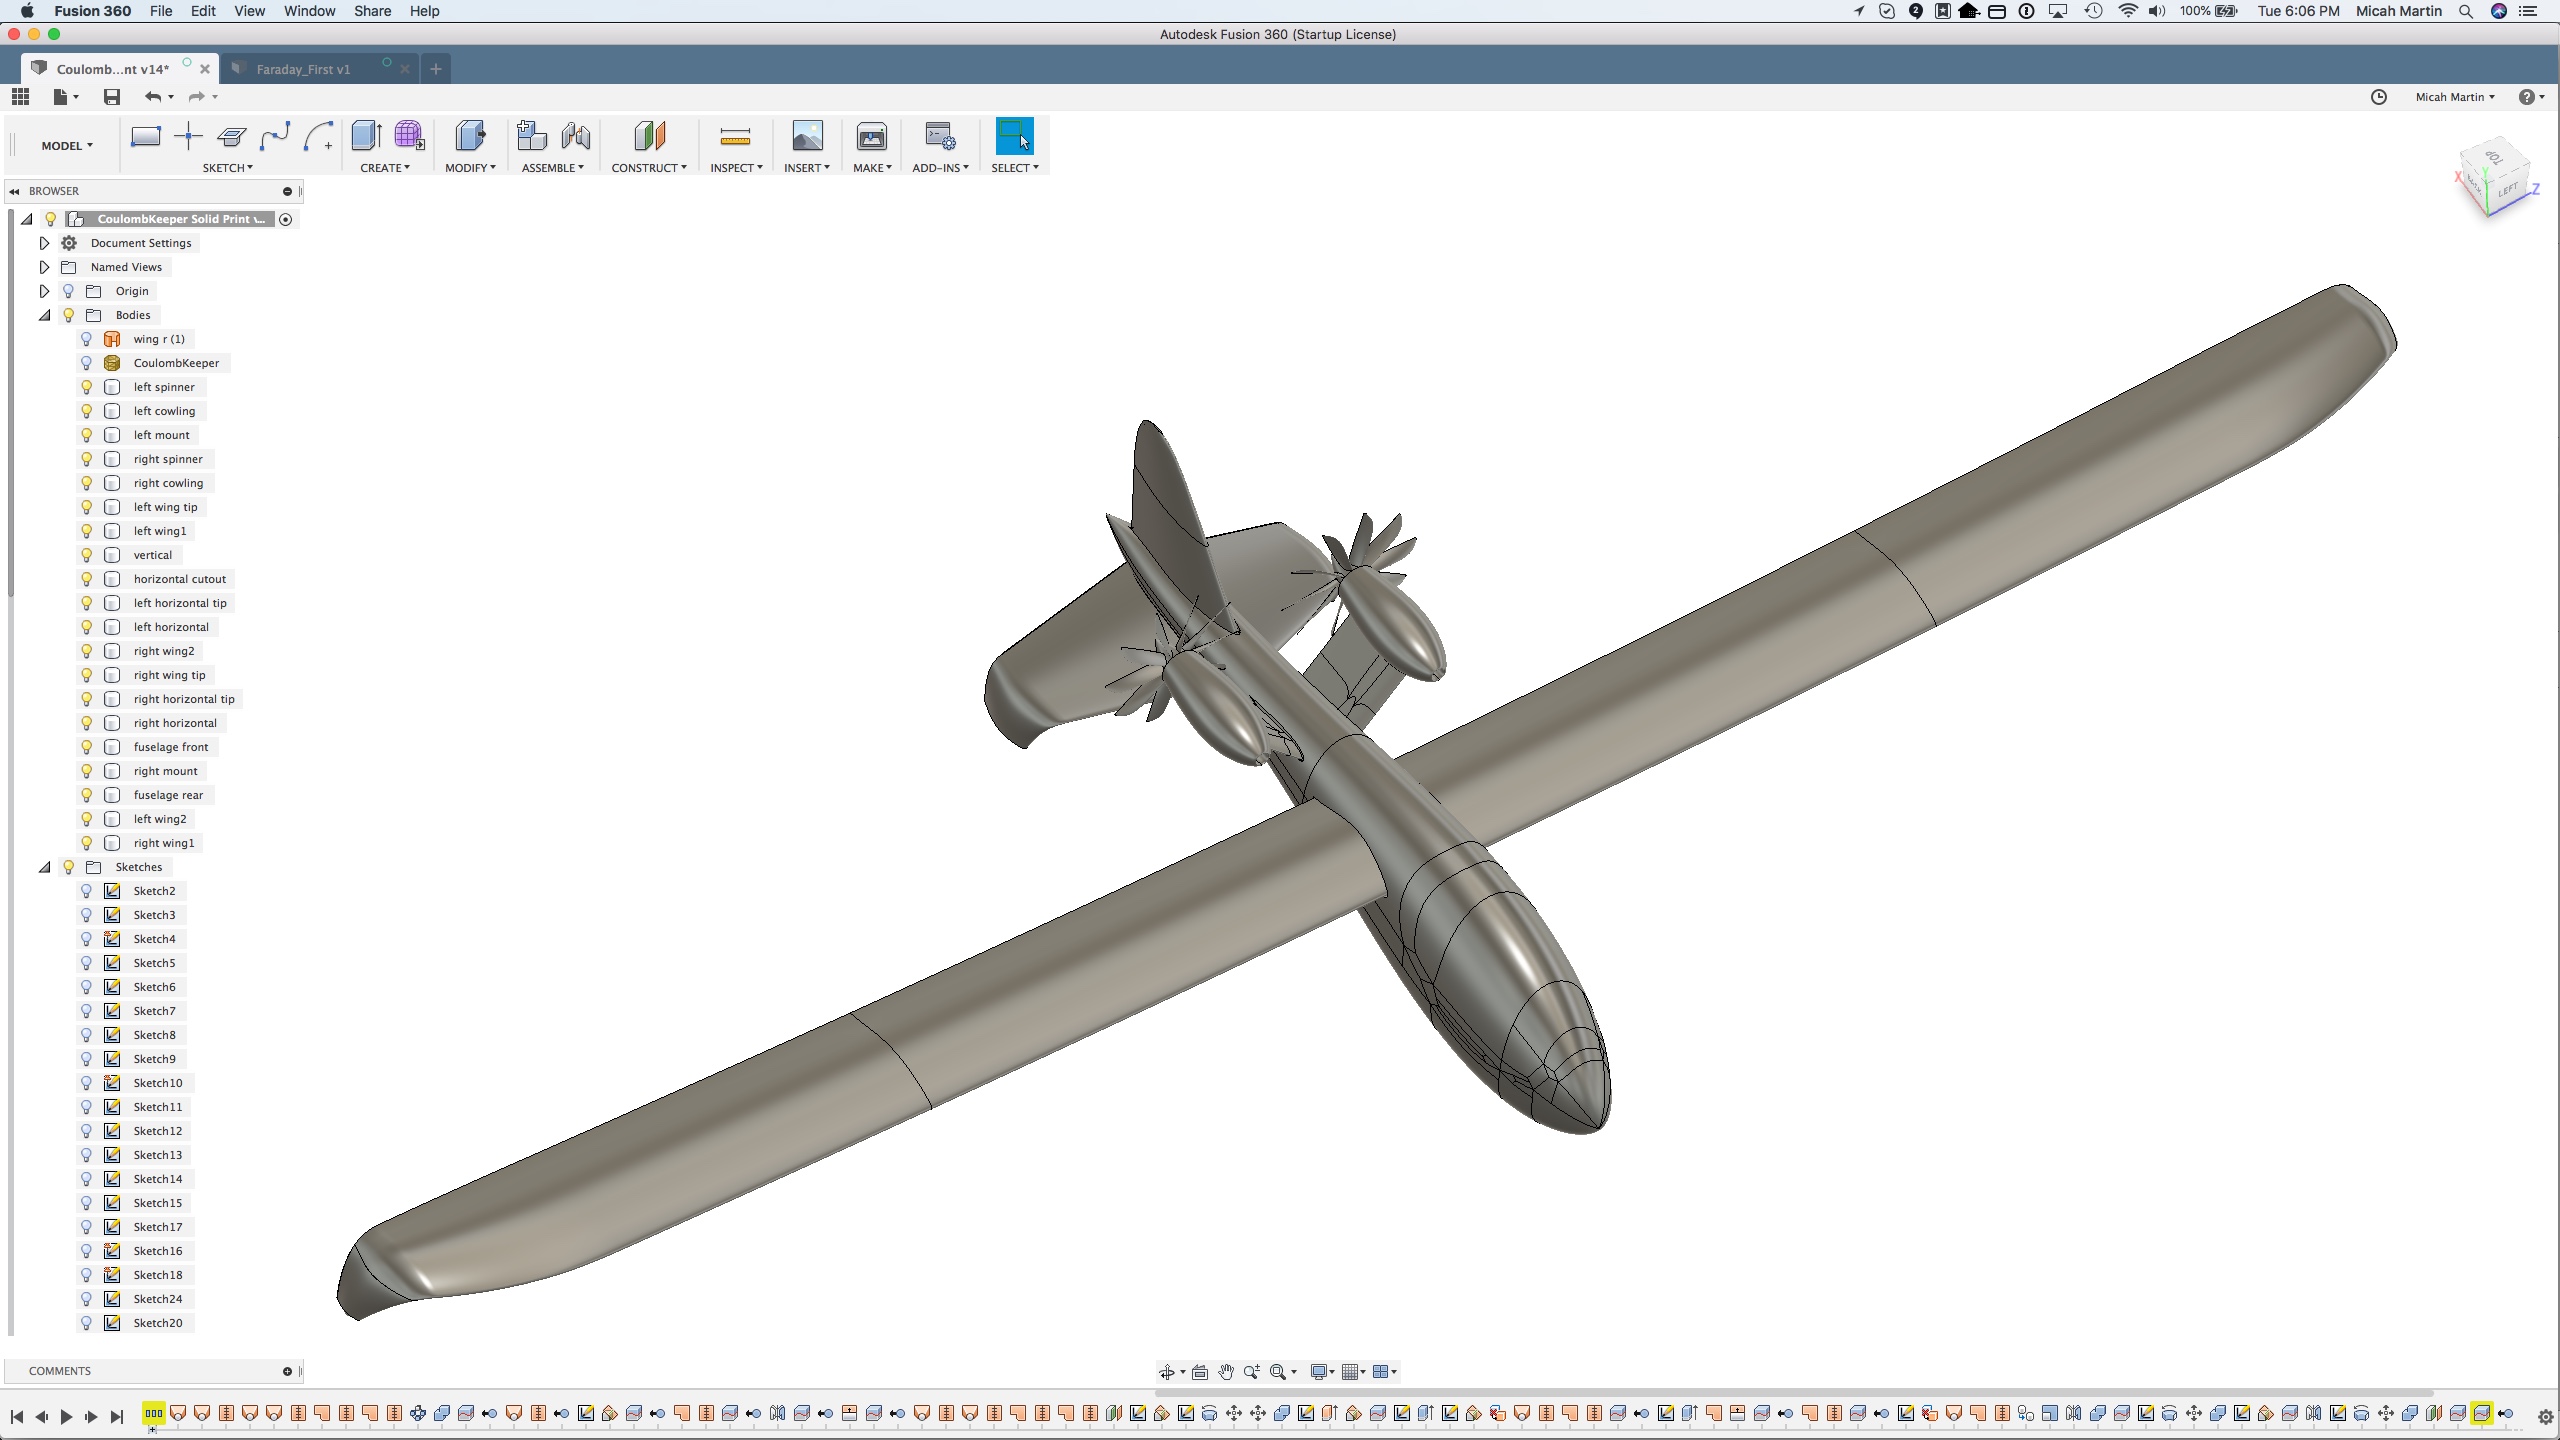 Fusion 360 File Edit View Window Share Help 2 100% Tue 6:06 PM Micah Martin
Autodesk Fusion 360 (Startup License)
Coulomb...nt v14* Faraday_First v1
Micah Martin
MODEL
SKETCH CREATE MODIFY ASSEMBLE CONSTRUCT INSPECT INSERT MAKE ADD-INS SELECT
TOP
LEFT
X Y Z
BROWSER
CoulombKeeper Solid Print v...
Document Settings
Named Views
Origin
Bodies
wing r (1)
CoulombKeeper
left spinner
left cowling
left mount
right spinner
right cowling
left wing tip
left wing1
vertical
horizontal cutout
left horizontal tip
left horizontal
right wing2
right wing tip
right horizontal tip
right horizontal
fuselage front
right mount
fuselage rear
left wing2
right wing1
Sketches
Sketch2
Sketch3
Sketch4
Sketch5
Sketch6
Sketch7
Sketch8
Sketch9
Sketch10
Sketch11
Sketch12
Sketch13
Sketch14
Sketch15
Sketch17
Sketch16
Sketch18
Sketch24
Sketch20
COMMENTS